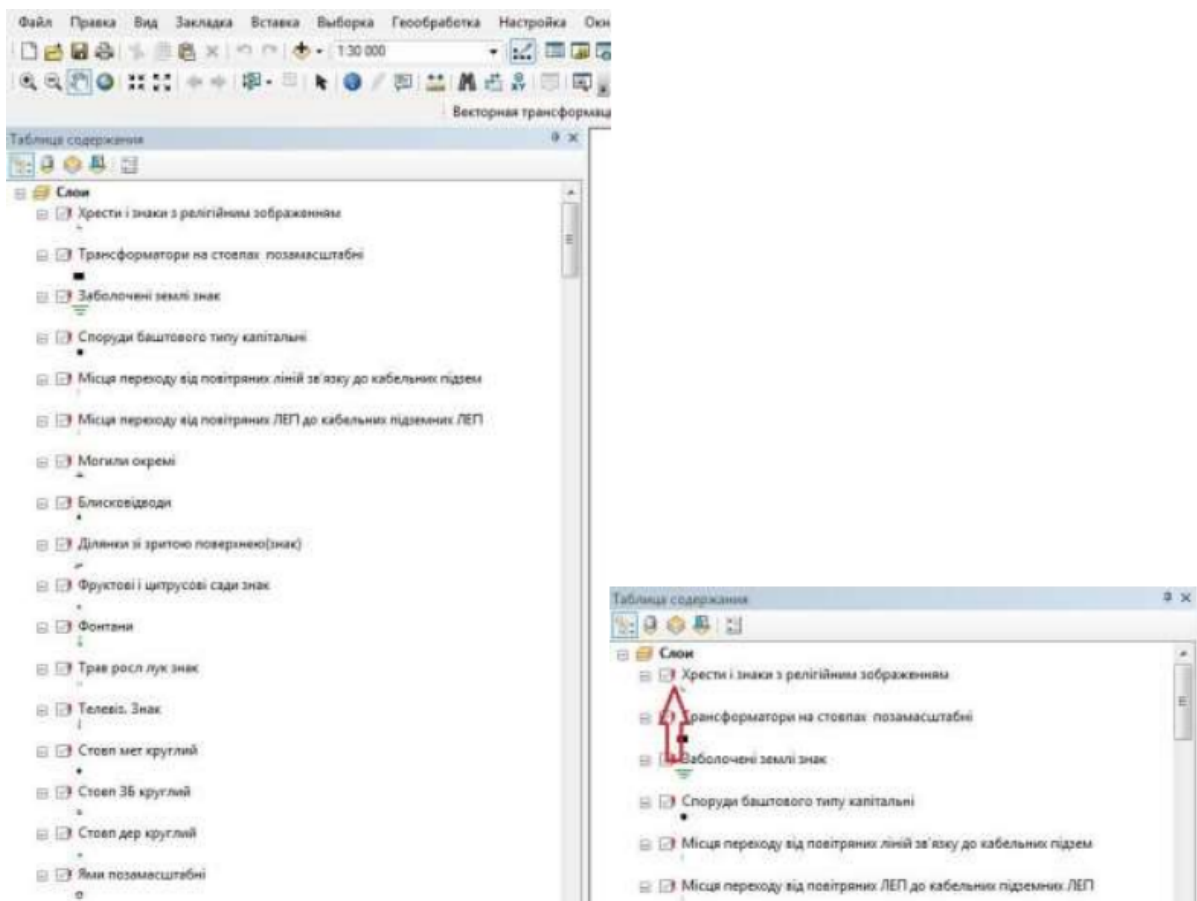 Файл Правка Вид Закладка Вставка Выборка Геообработка Настройка Окн
1:30 000
Векторная трансформац
Таблица содержания
Слои
Хрести і знаки з релігійним зображенням
Трансформатори на стовпах позамасштабні
Заболочені землі знак
Споруди баштового типу капітальні
Місця переходу від повітряних ліній зв'язку до кабельних підзем
Місця переходу від повітряних ЛЕП до кабельних підземних ЛЕП
Могили окремі
Блисковідводи
Ділянки зі зритою поверхнею(знак)
Фруктові і цитрусові сади знак
Фонтани
Трав росл лук знак
Телевіз. Знак
Стовп мет круглий
Стовп ЗБ круглий
Стовп дер круглий
Ями позамасштабні
Таблица содержания
Слои
Хрести і знаки з релігійним зображенням
Трансформатори на стовпах позамасштабні
Заболочені землі знак
Споруди баштового типу капітальні
Місця переходу від повітряних ліній зв'язку до кабельних підзем
Місця переходу від повітряних ЛЕП до кабельних підземних ЛЕП